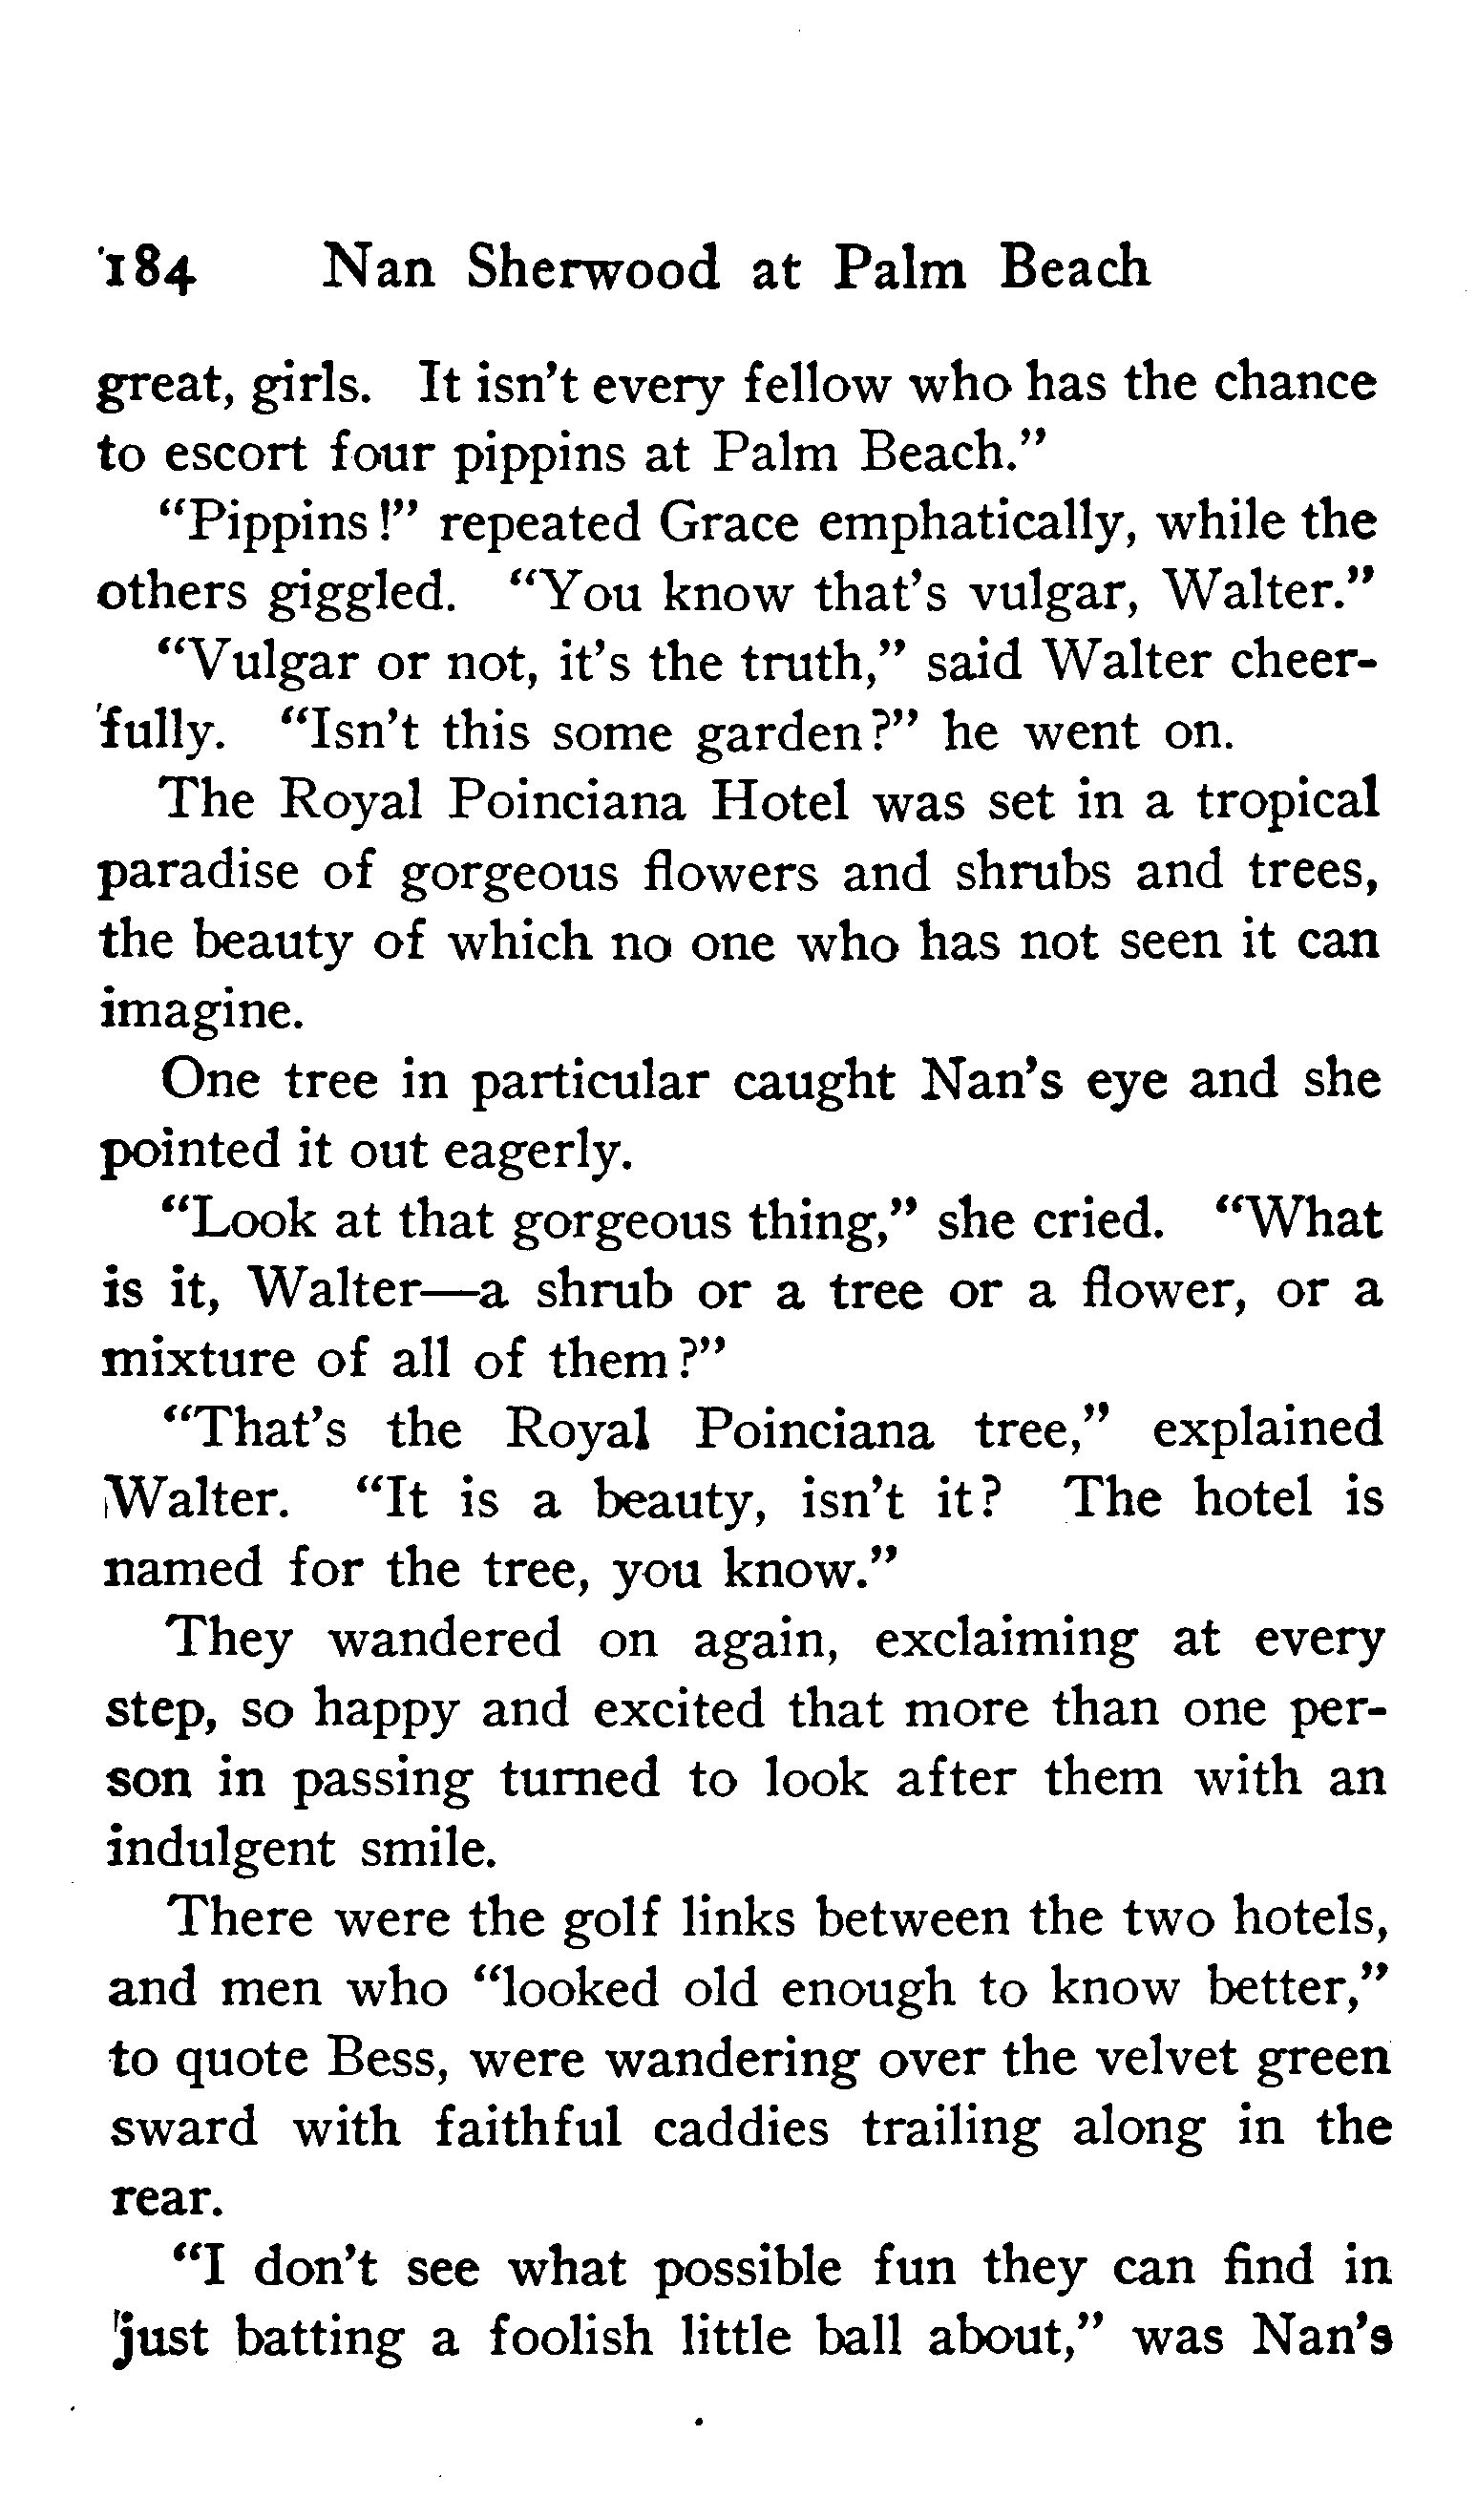 184 Nan Sherwood at Palm Beach
great, girls. It isn't every fellow who has the chance
to escort four pippins at Palm Beach."
"Pippins!" repeated Grace emphatically, while the
others giggled. "You know that's vulgar, Walter."
"Vulgar or not, it's the truth," said Walter cheer-
fully. "Isn't this some garden?" he went on.
The Royal Poinciana Hotel was set in a tropical
paradise of gorgeous flowers and shrubs and trees,
the beauty of which no one who has not seen it can
imagine.
One tree in particular caught Nan's eye and she
pointed it out eagerly.
"Look at that gorgeous thing," she cried. "What
is it, Walter—a shrub or a tree or a flower, or a
mixture of all of them?"
"That's the Royal Poinciana tree," explained
Walter. "It is a beauty, isn't it? The hotel is
named for the tree, you know."
They wandered on again, exclaiming at every
step, so happy and excited that more than one per-
son in passing turned to look after them with an
indulgent smile.
There were the golf links between the two hotels,
and men who "looked old enough to know better,"
to quote Bess, were wandering over the velvet green
sward with faithful caddies trailing along in the
rear.
"I don't see what possible fun they can find in
just batting a foolish little ball about," was Nan's